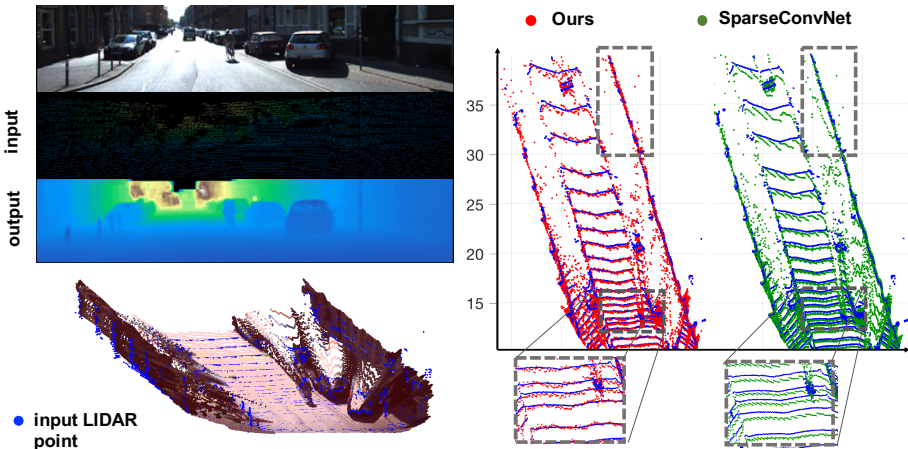 Ours
SparseConvNet
input
output
35
30
25
20
15
input LIDAR
point